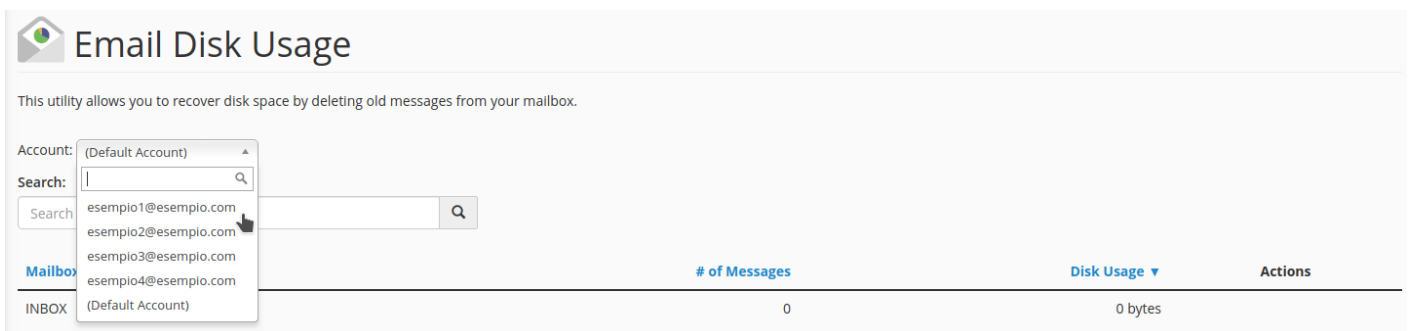 Email Disk Usage
This utility allows you to recover disk space by deleting old messages from your mailbox.
Account: (Default Account)
Search:
Search
esempio1@esempio.com
esempio2@esempio.com
esempio3@esempio.com
esempio4@esempio.com
(Default Account)
Mailbox # of Messages Disk Usage ▼ Actions
INBOX 0 0 bytes